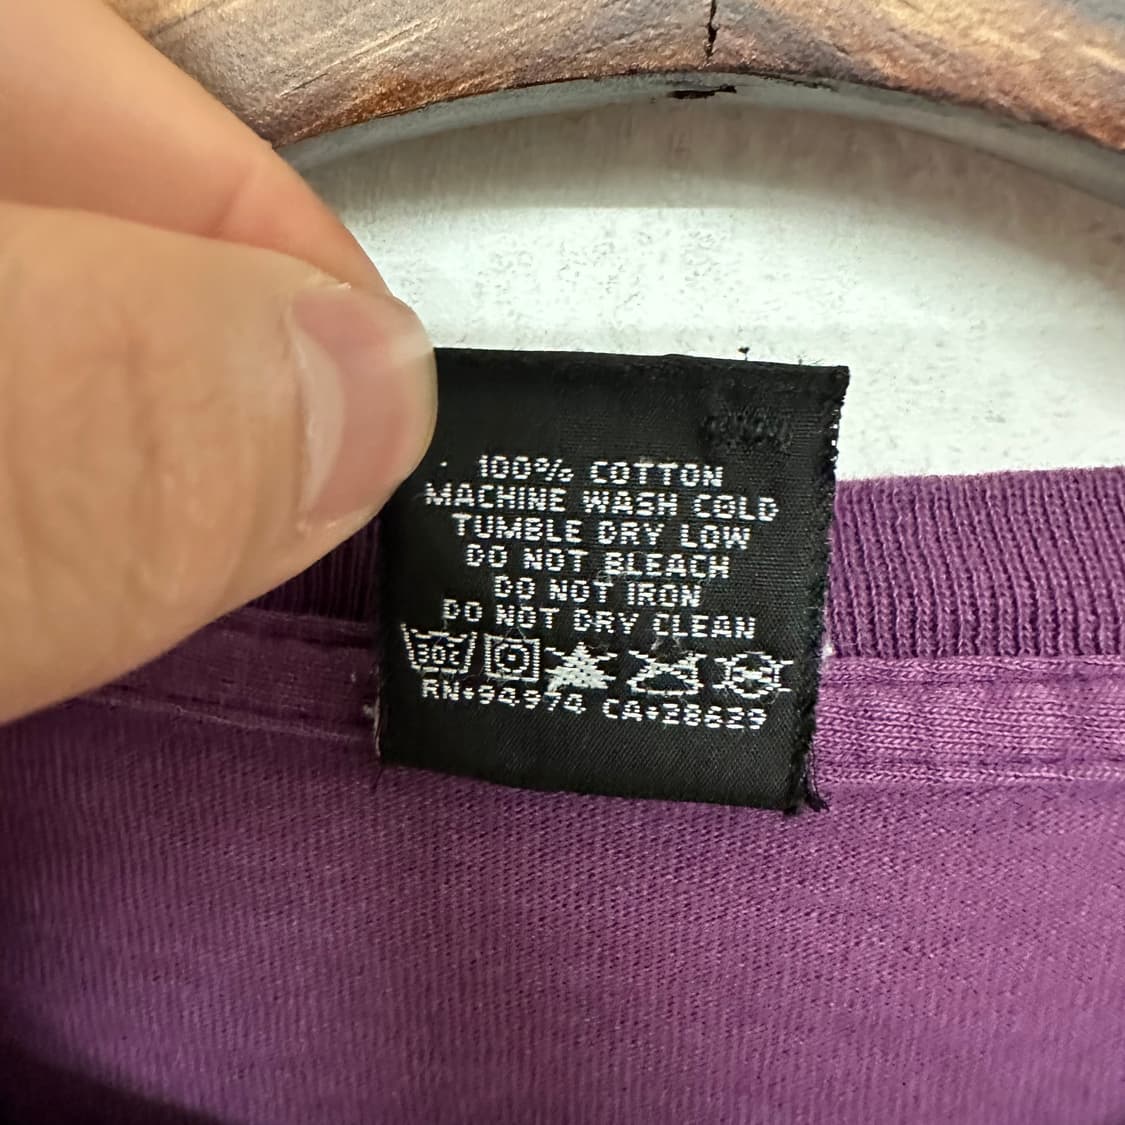 100% COTTON
MACHINE WASH COLD
TUMBLE DRY LOW
DO NOT BLEACH
DO NOT IRON
DO NOT DRY CLEAN
30c
RN♦94974 CA♦28629